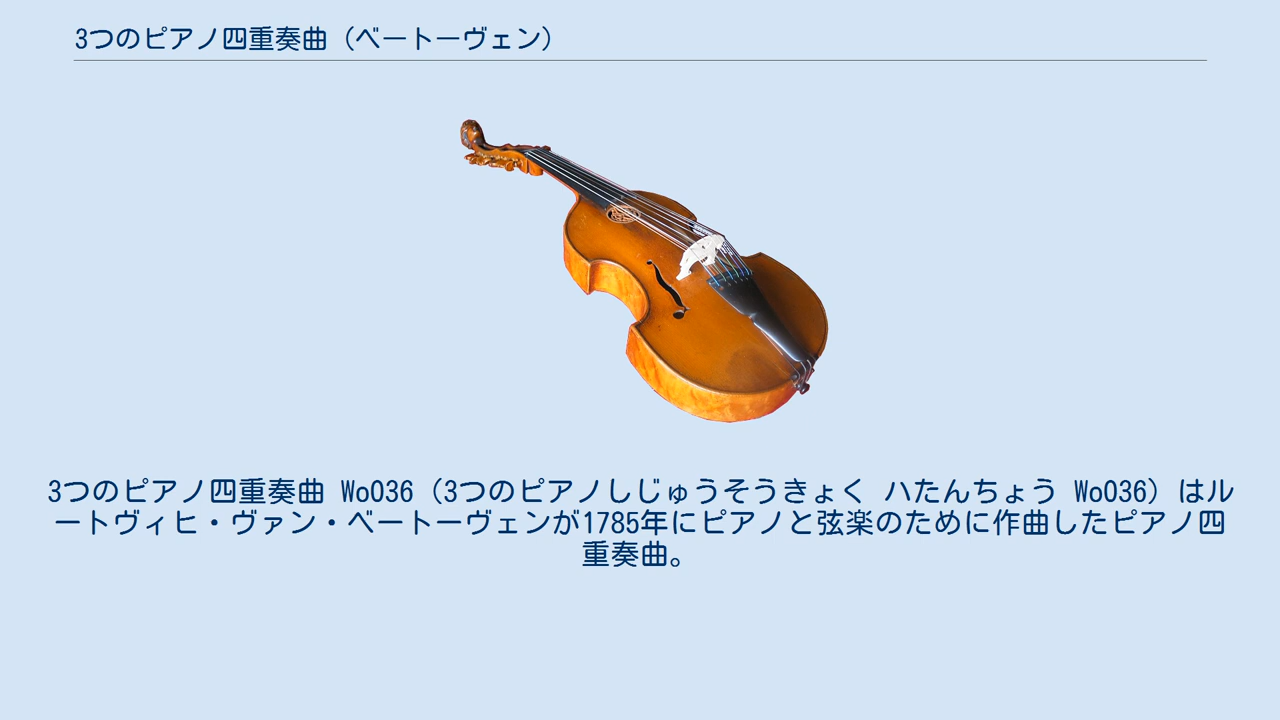 3つのピアノ四重奏曲（ベートーヴェン）
3つのピアノ四重奏曲 WoO36（3つのピアノしじゅうそうきょく ハたんちょう WoO36）はル
ートヴィヒ・ヴァン・ベートーヴェンが1785年にピアノと弦楽のために作曲したピアノ四
重奏曲。